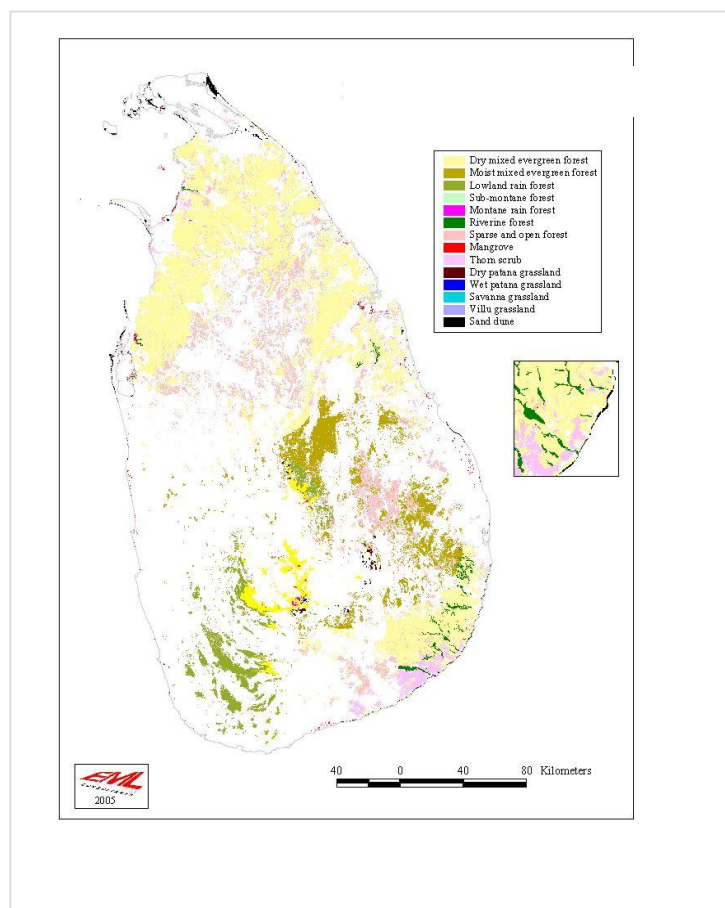 Dry mixed evergreen forest
Moist mixed evergreen forest
Lowland rain forest
Sub-montane forest
Montane rain forest
Riverine forest
Sparse and open forest
Mangrove
Thorn scrub
Dry patana grassland
Wet patana grassland
Savanna grassland
Villu grassland
Sand dune
40 0 40 80 Kilometers
EML
2005